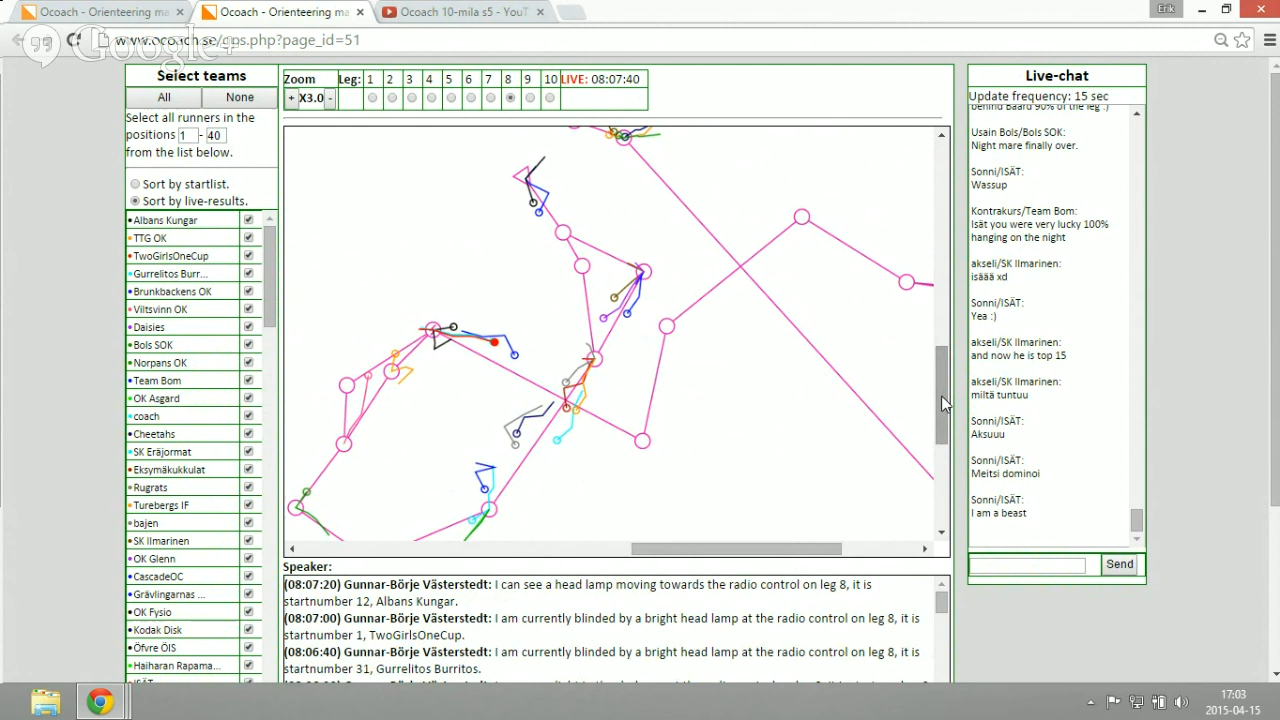 Ocoach - Orienteering ma
Ocoach - Orienteering ma
Ocoach 10-mila s5 - YouT
Erik
www.ocoach.se/gps.php?page_id=51
Google+
Select teams
All
None
Select all runners in the
positions 1 - 40
from the list below.
Sort by startlist.
Sort by live-results.
Albans Kungar
TTG OK
TwoGirlsOneCup
Gurrelitos Burr...
Brunkbackens OK
Viltsvinn OK
Daisies
Bols SOK
Norpans OK
Team Bom
OK Asgard
coach
Cheetahs
SK Eräjormat
Eksymäkukkulat
Rugrats
Turebergs IF
bajen
SK Ilmarinen
OK Glenn
CascadeOC
Grävlingarnas ...
OK Fysio
Kodak Disk
Öfvre ÖIS
Haiharan Rapama...
Zoom Leg: 1 2 3 4 5 6 7 8 9 10 LIVE: 08:07:40
+ X3.0 -
Speaker:
(08:07:20) Gunnar-Börje Västerstedt: I can see a head lamp moving towards the radio control on leg 8, it is
startnumber 12, Albans Kungar.
(08:07:00) Gunnar-Börje Västerstedt: I am currently blinded by a bright head lamp at the radio control on leg 8, it is
startnumber 1, TwoGirlsOneCup.
(08:06:40) Gunnar-Börje Västerstedt: I am currently blinded by a bright head lamp at the radio control on leg 8, it is
startnumber 31, Gurrelitos Burritos.
Live-chat
Update frequency: 15 sec
behind Baard 90% of the leg :)
Usain Bols/Bols SOK:
Night mare finally over.
Sonni/ISÄT:
Wassup
Kontrakurs/Team Bom:
Isät you were very lucky 100%
hanging on the night
akseli/SK Ilmarinen:
isäää xd
Sonni/ISÄT:
Yea :)
akseli/SK Ilmarinen:
and now he is top 15
akseli/SK Ilmarinen:
miltä tuntuu
Sonni/ISÄT:
Aksuuu
Sonni/ISÄT:
Meitsi dominoi
Sonni/ISÄT:
I am a beast
Send
17:03
2015-04-15